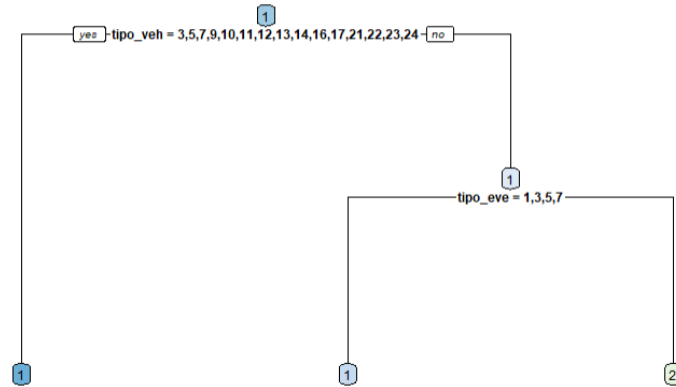 1
yes tipo_veh = 3,5,7,9,10,11,12,13,14,16,17,21,22,23,24 no
1
tipo_eve = 1,3,5,7
1 1 2